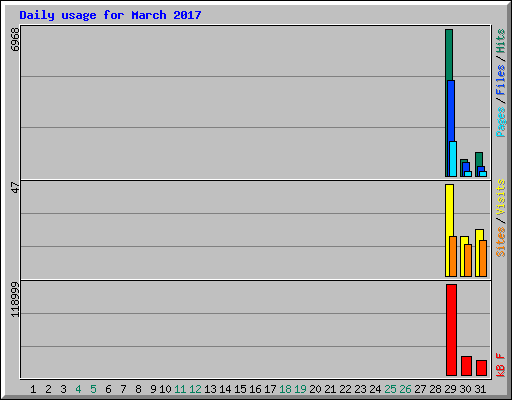 Daily usage for March 2017
6968
Pages/Files/Hits
47
Sites/Visits
118999
kB F
1 2 3 4 5 6 7 8 9 10 11 12 13 14 15 16 17 18 19 20 21 22 23 24 25 26 27 28 29 30 31